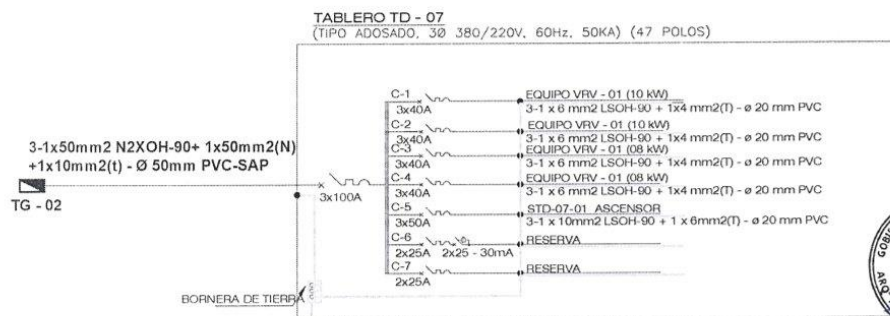 TABLERO TD - 07
(TIPO ADOSADO, 3Ø 380/220V, 60Hz, 50KA) (47 POLOS)
C-1
3x40A
EQUIPO VRV - 01 (10 kW)
3-1 x 6 mm2 LSOH-90 + 1x4 mm2(T) - ø 20 mm PVC
C-2
3x40A
EQUIPO VRV - 01 (10 kW)
3-1 x 6 mm2 LSOH-90 + 1x4 mm2(T) - ø 20 mm PVC
C-3
3x40A
EQUIPO VRV - 01 (08 kW)
3-1 x 6 mm2 LSOH-90 + 1x4 mm2(T) - ø 20 mm PVC
C-4
3x40A
EQUIPO VRV - 01 (08 kW)
3-1 x 6 mm2 LSOH-90 + 1x4 mm2(T) - ø 20 mm PVC
C-5
3x50A
STD-07-01 ASCENSOR
3-1 x 10mm2 LSOH-90 + 1 x 6mm2(T) - ø 20 mm PVC
C-6
2x25A
2x25 - 30mA
RESERVA
C-7
2x25A
RESERVA
3-1x50mm2 N2XOH-90+ 1x50mm2(N)
+1x10mm2(t) - Ø 50mm PVC-SAP
TG - 02
3x100A
BORNERA DE TIERRA